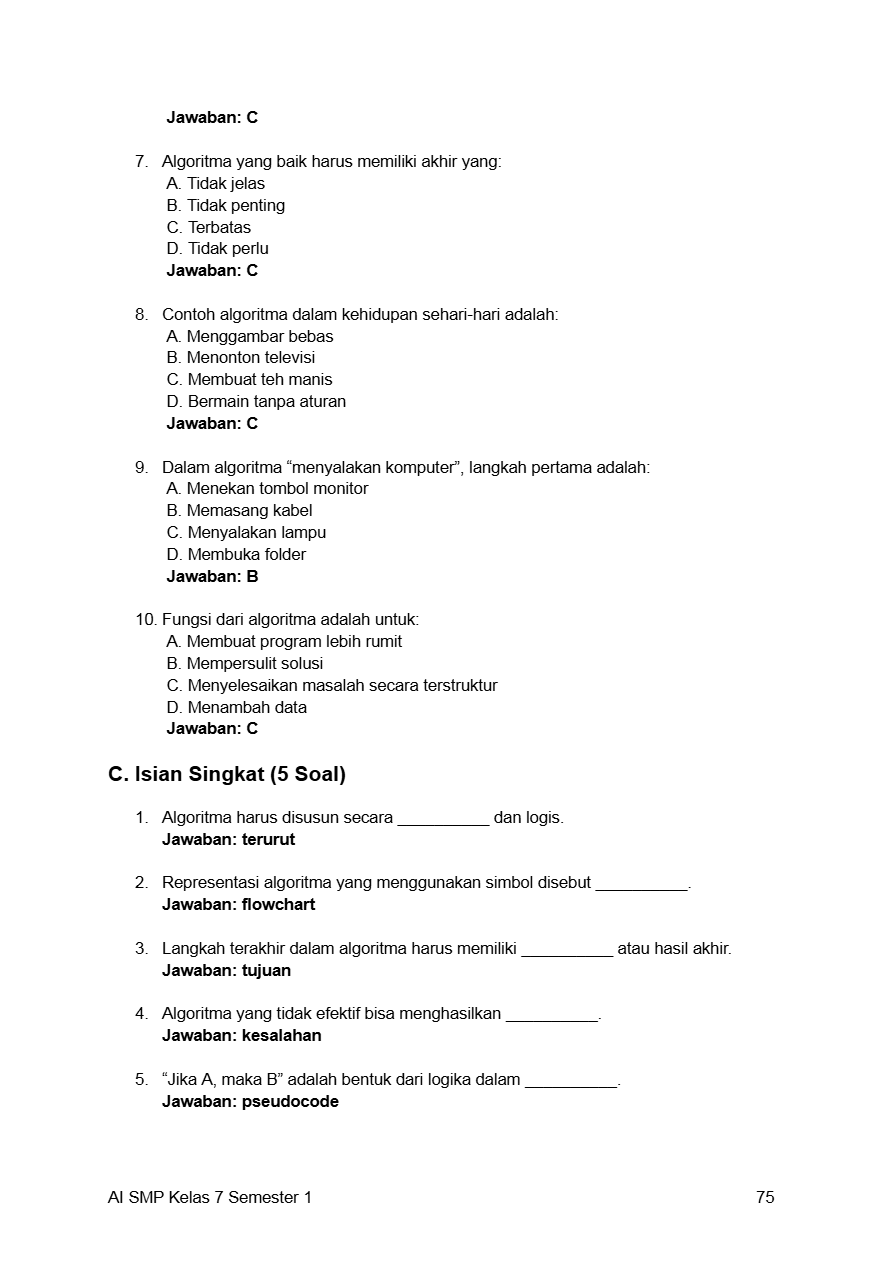 Jawaban: C
7. Algoritma yang baik harus memiliki akhir yang:
A. Tidak jelas
B. Tidak penting
C. Terbatas
D. Tidak perlu
Jawaban: C
8. Contoh algoritma dalam kehidupan sehari-hari adalah:
A. Menggambar bebas
B. Menonton televisi
C. Membuat teh manis
D. Bermain tanpa aturan
Jawaban: C
9. Dalam algoritma “menyalakan komputer”, langkah pertama adalah:
A. Menekan tombol monitor
B. Memasang kabel
C. Menyalakan lampu
D. Membuka folder
Jawaban: B
10. Fungsi dari algoritma adalah untuk:
A. Membuat program lebih rumit
B. Mempersulit solusi
C. Menyelesaikan masalah secara terstruktur
D. Menambah data
Jawaban: C
C. Isian Singkat (5 Soal)
1. Algoritma harus disusun secara __________ dan logis.
Jawaban: terurut
2. Representasi algoritma yang menggunakan simbol disebut __________.
Jawaban: flowchart
3. Langkah terakhir dalam algoritma harus memiliki __________ atau hasil akhir.
Jawaban: tujuan
4. Algoritma yang tidak efektif bisa menghasilkan __________.
Jawaban: kesalahan
5. “Jika A, maka B” adalah bentuk dari logika dalam __________.
Jawaban: pseudocode
AI SMP Kelas 7 Semester 1 75